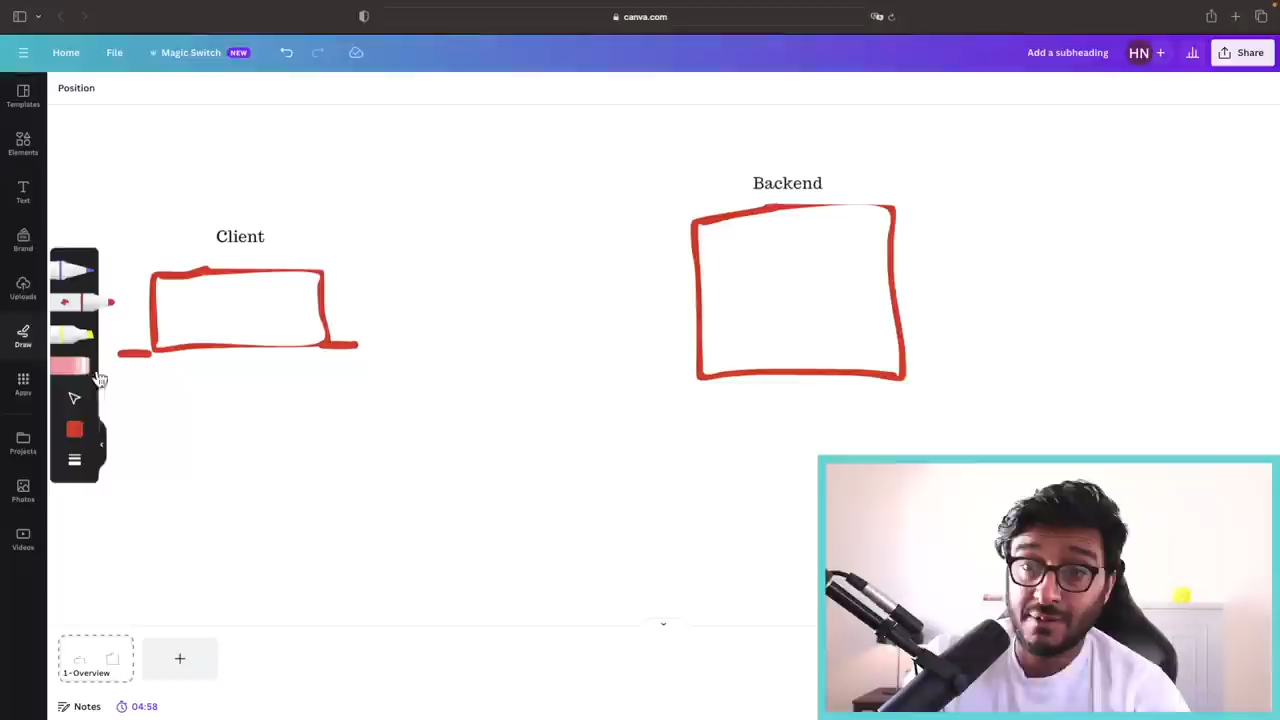 canva.com
Home File Magic Switch NEW Add a subheading HN + Share
Position
Templates
Elements
Text
Brand
Uploads
Draw
Apps
Projects
Photos
Videos
Backend
Client
1 - Overview
Notes 04:58